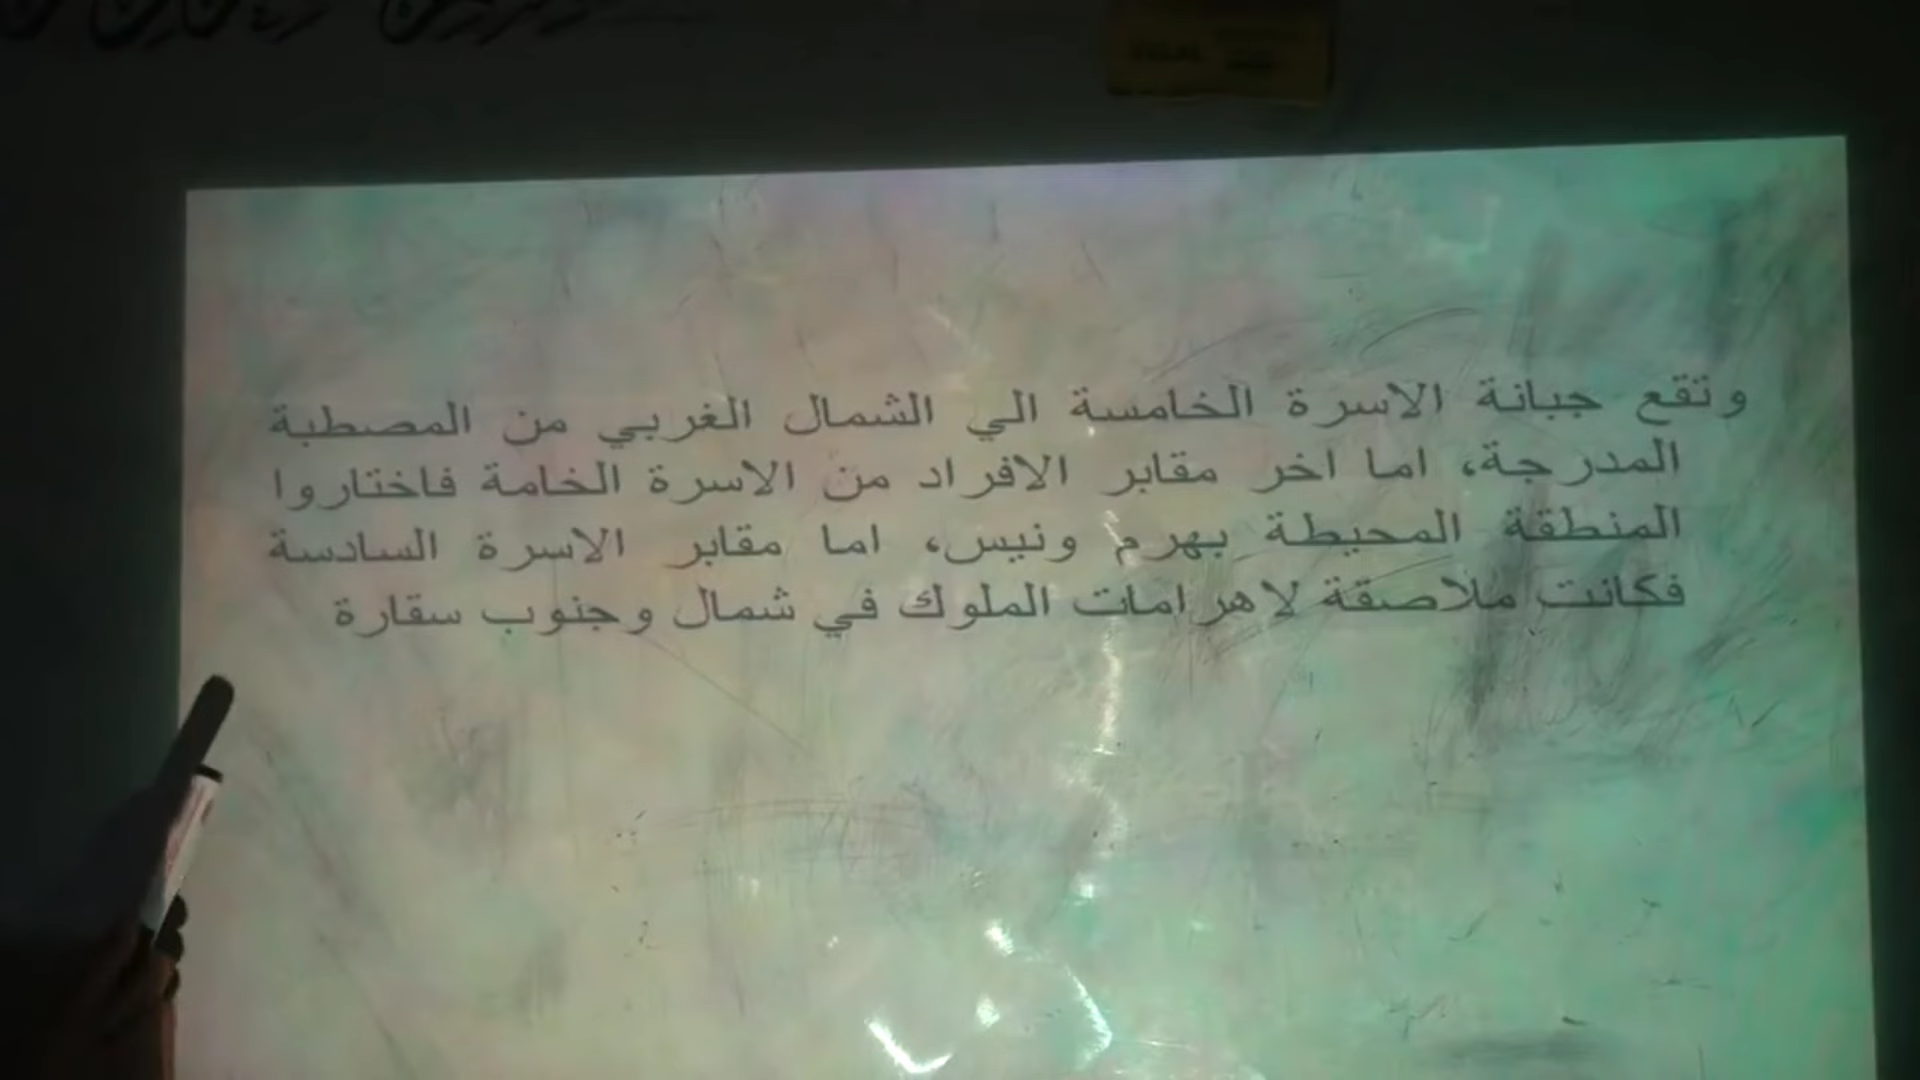 وتقع جبانة الاسرة الخامسة الي الشمال الغربي من المصطبة
المدرجة، اما اخر مقابر الافراد من الاسرة الخامة فاختاروا
المنطقة المحيطة بهرم ونيس، اما مقابر الاسرة السادسة
فكانت ملاصقة لاهرامات الملوك في شمال وجنوب سقارة